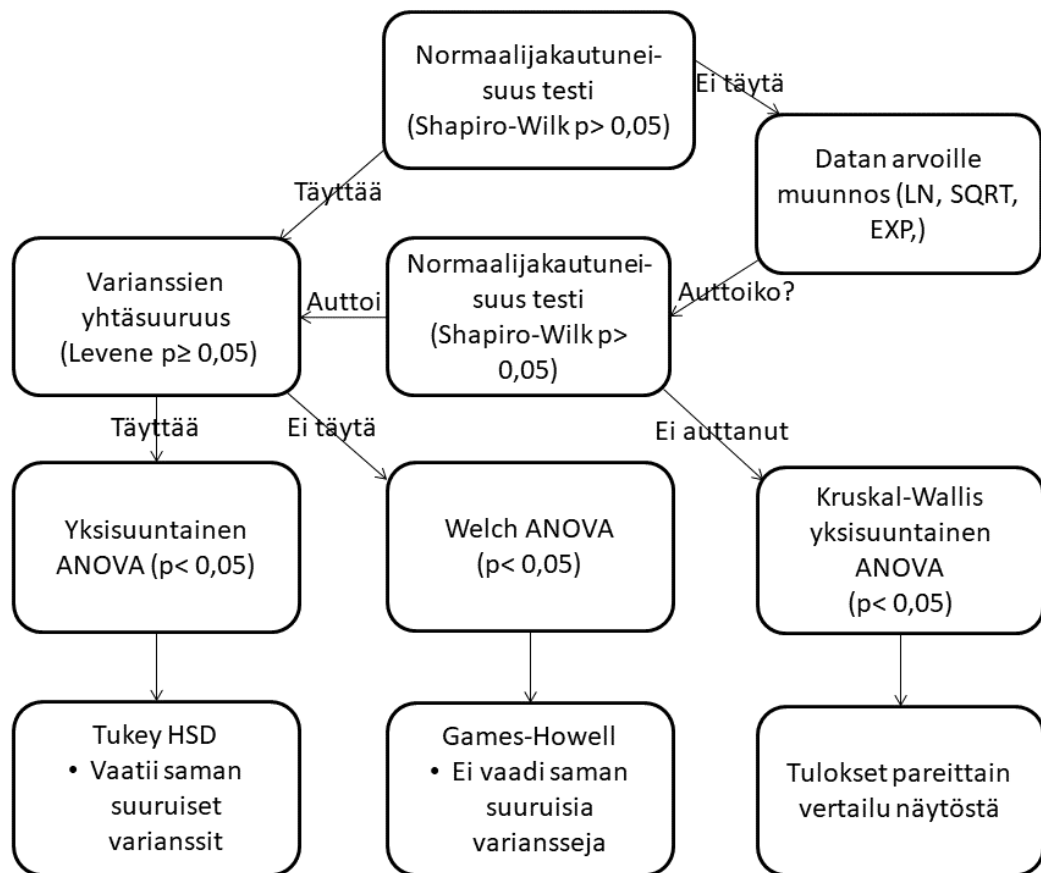 Normaalijakautunei-
suus testi
(Shapiro-Wilk p> 0,05)
Ei täytä
Datan arvoille
muunnos (LN, SQRT,
EXP,)
Täyttää
Varianssien
yhtäsuuruus
(Levene p≥ 0,05)
Auttoi
Normaalijakautunei-
suus testi
(Shapiro-Wilk p>
0,05)
Auttoiko?
Täyttää
Ei täytä
Ei auttanut
Yksisuuntainen
ANOVA (p< 0,05)
Welch ANOVA
(p< 0,05)
Kruskal-Wallis
yksisuuntainen
ANOVA
(p< 0,05)
Tukey HSD
• Vaatii saman
suuruiset
varianssit
Games-Howell
• Ei vaadi saman
suuruisia
variansseja
Tulokset pareittain
vertailu näytöstä